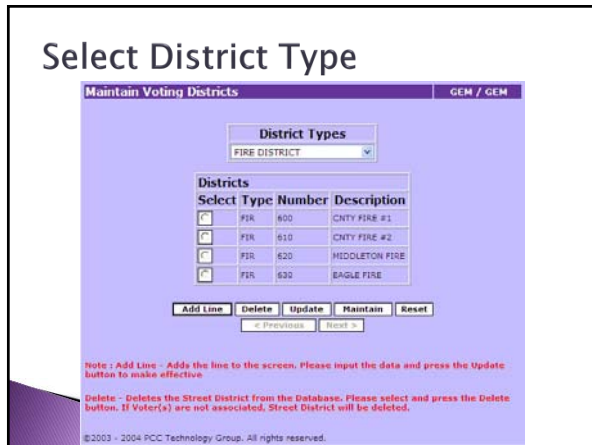 Select District Type
Maintain Voting Districts GEM / GEM
District Types
FIRE DISTRICT
Districts
Select Type Number Description
FIR 600 CNTY FIRE #1
FIR 610 CNTY FIRE #2
FIR 620 MIDDLETON FIRE
FIR 630 EAGLE FIRE
Add Line Delete Update Maintain Reset
< Previous Next >
Note : Add Line - Adds the line to the screen. Please input the data and press the Update
button to make effective
Delete - Deletes the Street District from the Database. Please select and press the Delete
button. If Voter(s) are not associated, Street District will be deleted.
©2003 - 2004 PCC Technology Group. All rights reserved.